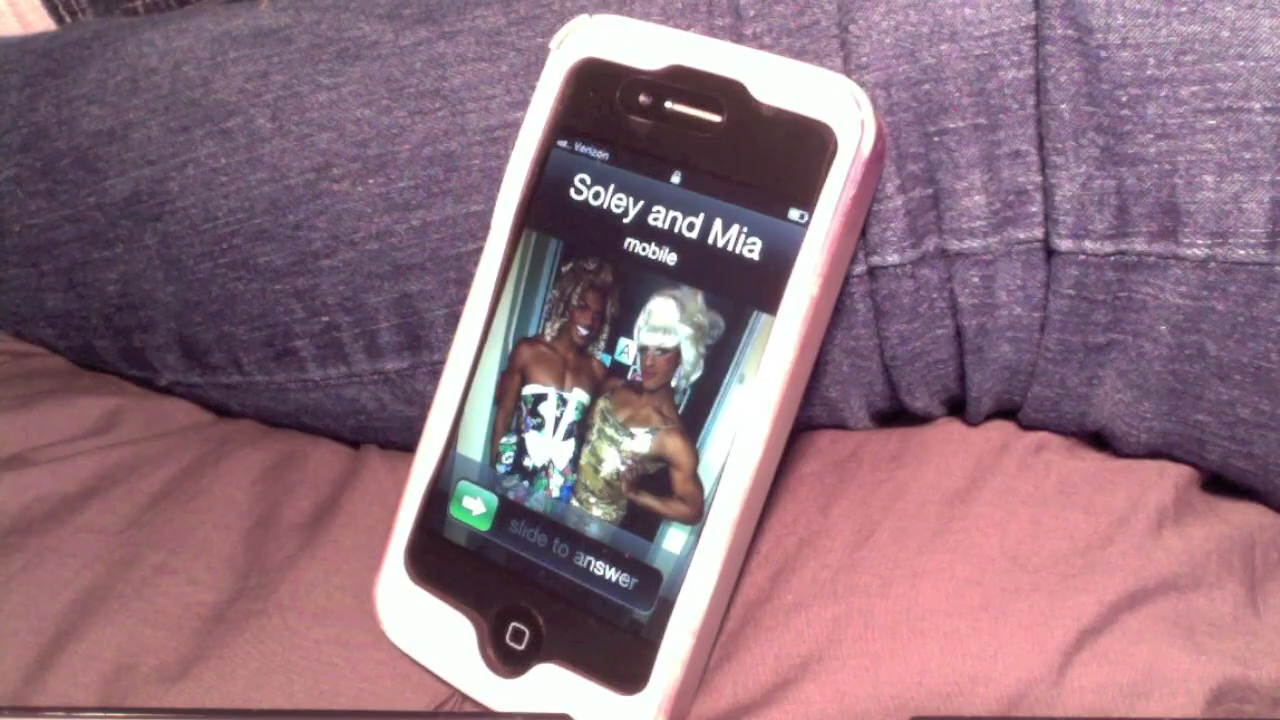 Verizon
Soley and Mia
mobile
A
slide to answer